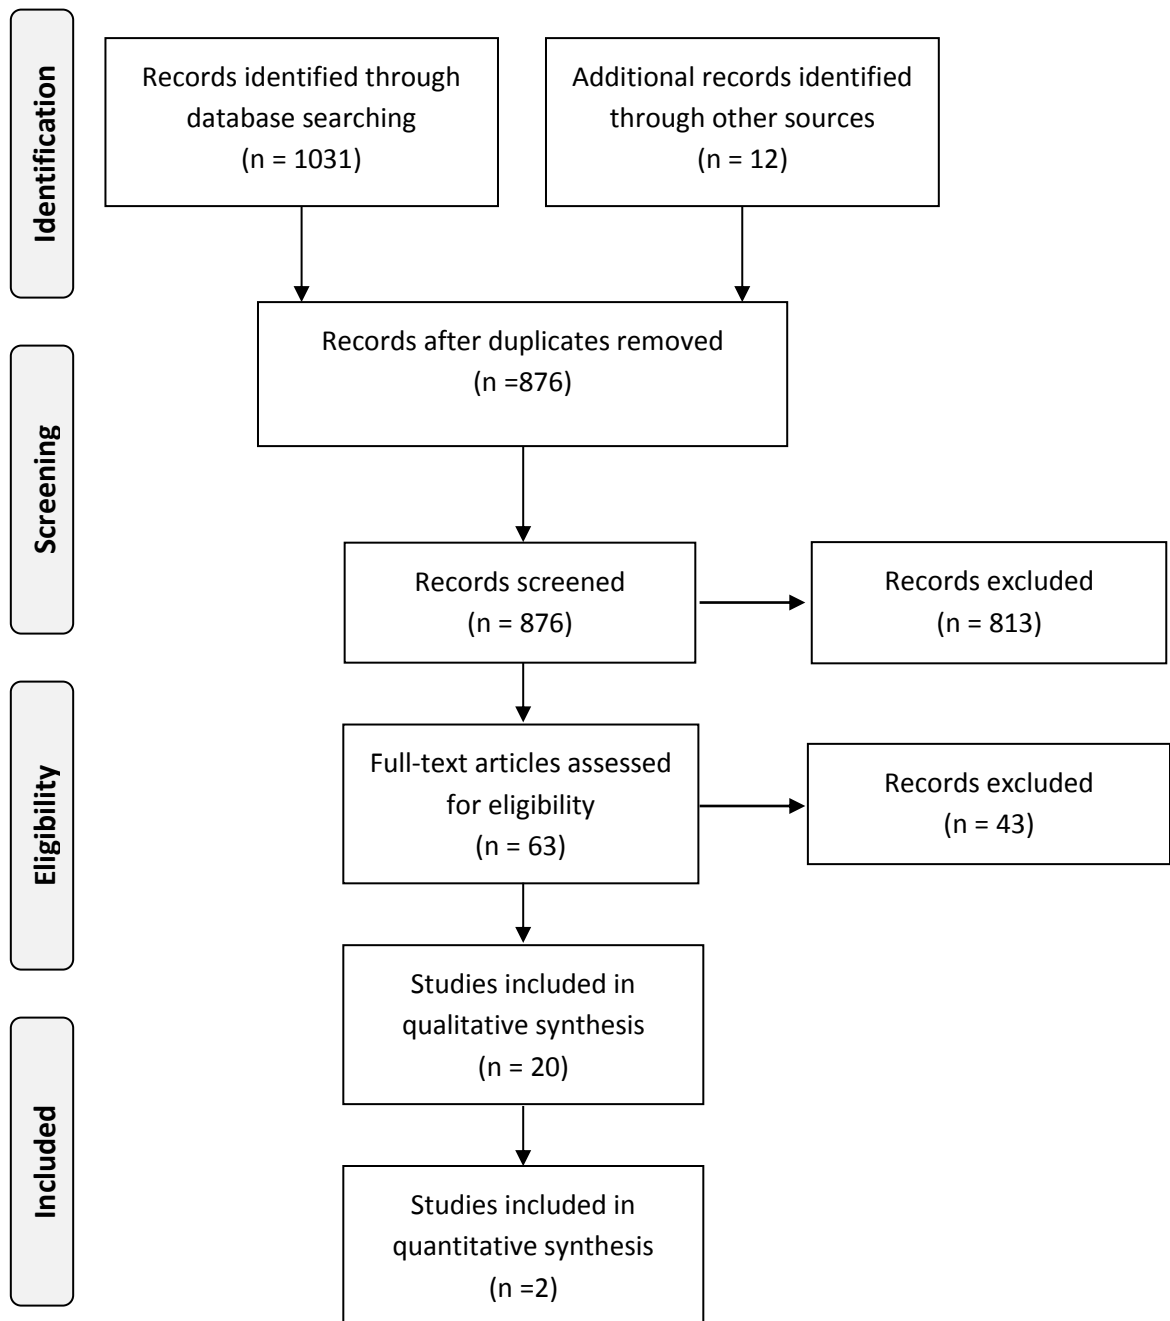 Identification
Records identified through
database searching
(n = 1031)
Additional records identified
through other sources
(n = 12)
Records after duplicates removed
(n =876)
Screening
Records screened
(n = 876)
Records excluded
(n = 813)
Eligibility
Full-text articles assessed
for eligibility
(n = 63)
Records excluded
(n = 43)
Studies included in
qualitative synthesis
(n = 20)
Included
Studies included in
quantitative synthesis
(n =2)